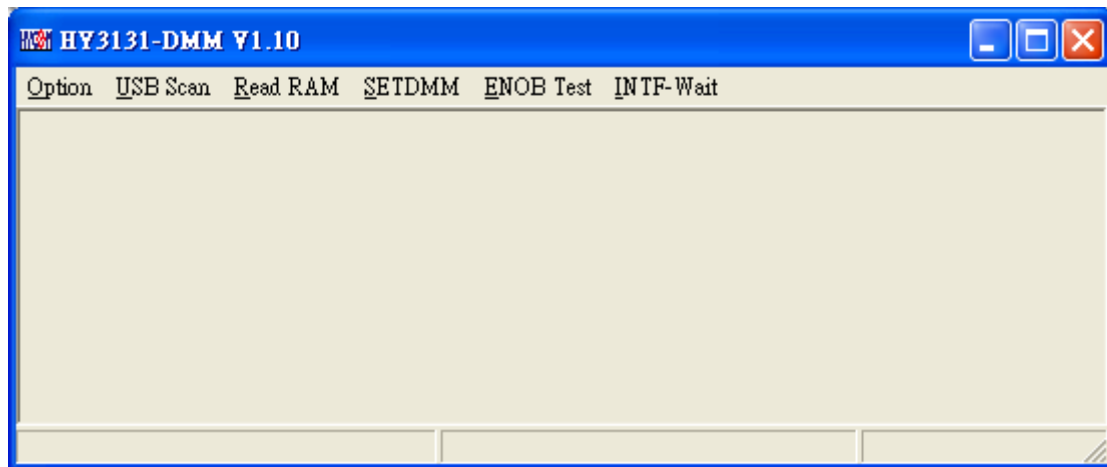 HY3131-DMM V1.10
Option USB Scan Read RAM SETDMM ENOB Test INTF-Wait